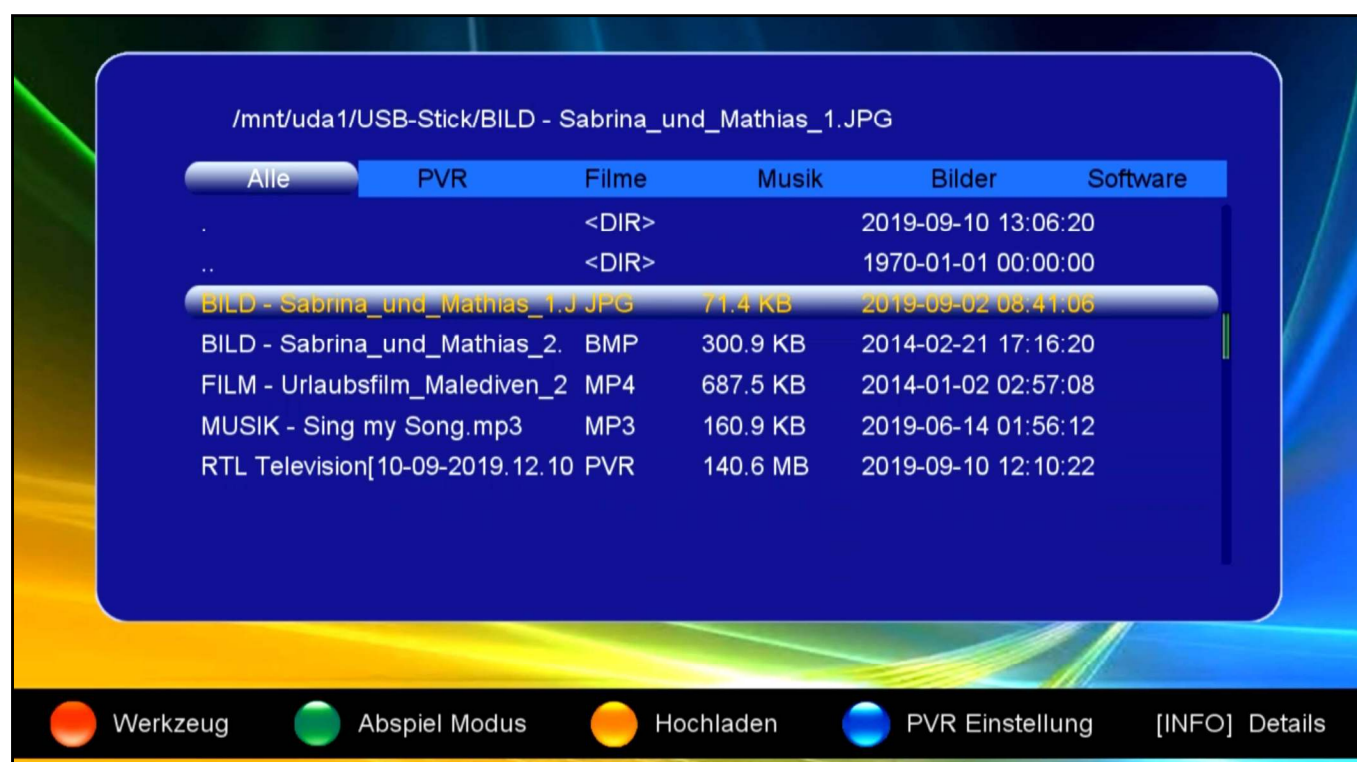 /mnt/uda1/USB-Stick/BILD - Sabrina_und_Mathias_1.JPG
Alle PVR Filme Musik Bilder Software
. <DIR> 2019-09-10 13:06:20
.. <DIR> 1970-01-01 00:00:00
BILD - Sabrina_und_Mathias_1.J JPG 71.4 KB 2019-09-02 08:41:06
BILD - Sabrina_und_Mathias_2. BMP 300.9 KB 2014-02-21 17:16:20
FILM - Urlaubsfilm_Malediven_2 MP4 687.5 KB 2014-01-02 02:57:08
MUSIK - Sing my Song.mp3 MP3 160.9 KB 2019-06-14 01:56:12
RTL Television[10-09-2019.12.10 PVR 140.6 MB 2019-09-10 12:10:22
Werkzeug Abspiel Modus Hochladen PVR Einstellung [INFO] Details